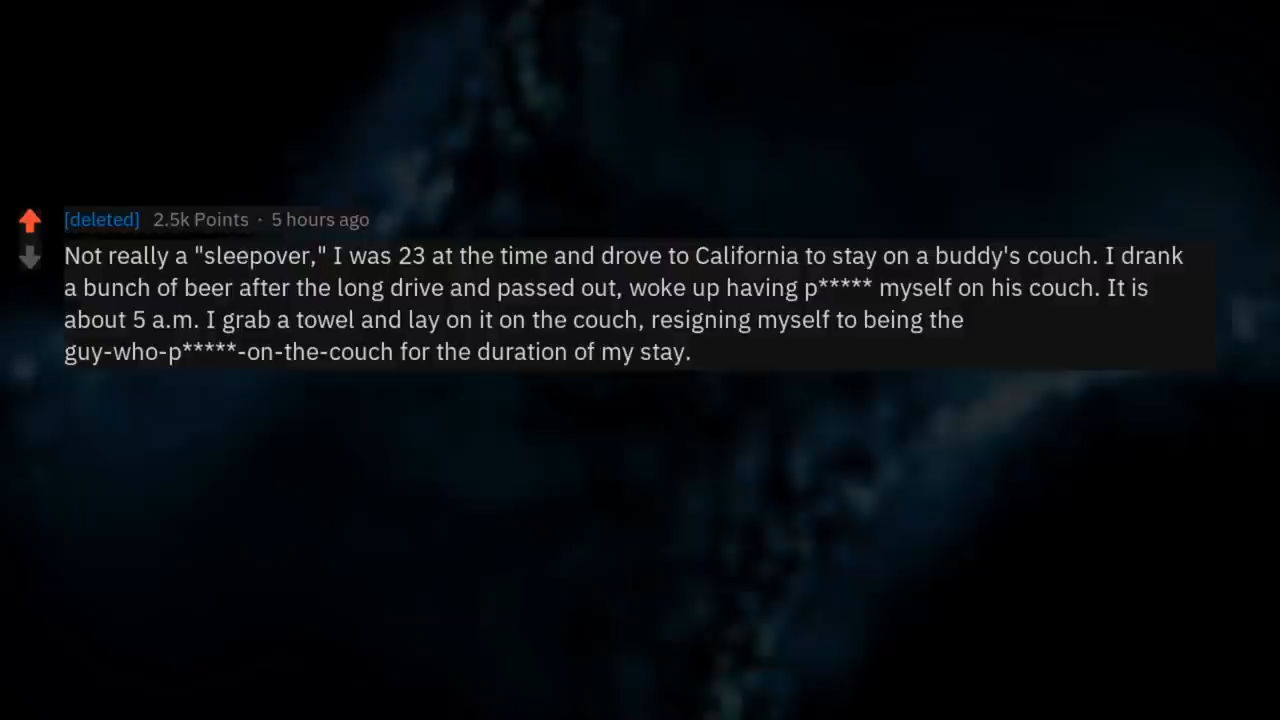 [deleted] 2.5k Points · 5 hours ago
Not really a "sleepover," I was 23 at the time and drove to California to stay on a buddy's couch. I drank
a bunch of beer after the long drive and passed out, woke up having p***** myself on his couch. It is
about 5 a.m. I grab a towel and lay on it on the couch, resigning myself to being the
guy-who-p*****-on-the-couch for the duration of my stay.